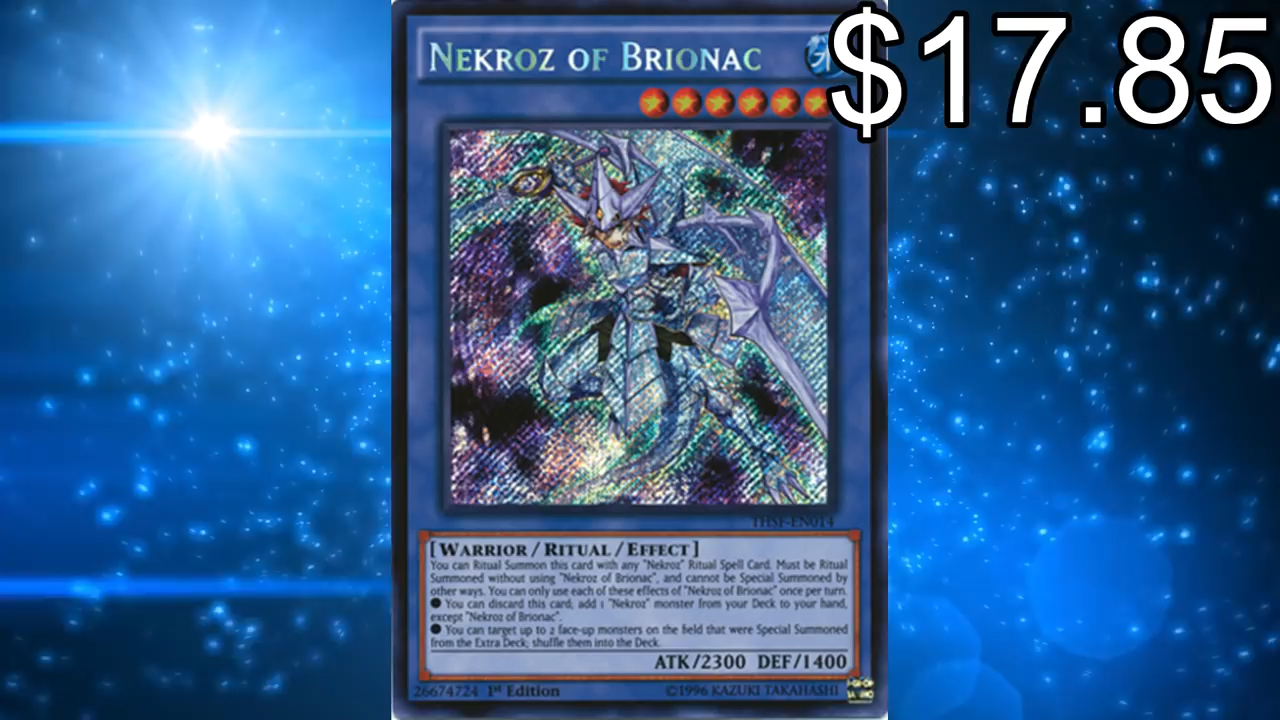 NEKROZ OF BRIONAC
$17.85
THSF-EN014
[WARRIOR/RITUAL/EFFECT]
You can Ritual Summon this card with any "Nekroz" Ritual Spell Card. Must be Ritual
Summoned without using "Nekroz of Brionac", and cannot be Special Summoned by
other ways. You can only use each of these effects of "Nekroz of Brionac" once per turn.
● You can discard this card; add 1 "Nekroz" monster from your Deck to your hand,
except "Nekroz of Brionac".
● You can target up to 2 face-up monsters on the field that were Special Summoned
from the Extra Deck; shuffle them into the Deck.
ATK/2300 DEF/1400
26674724 1st Edition ©1996 KAZUKI TAKAHASHI